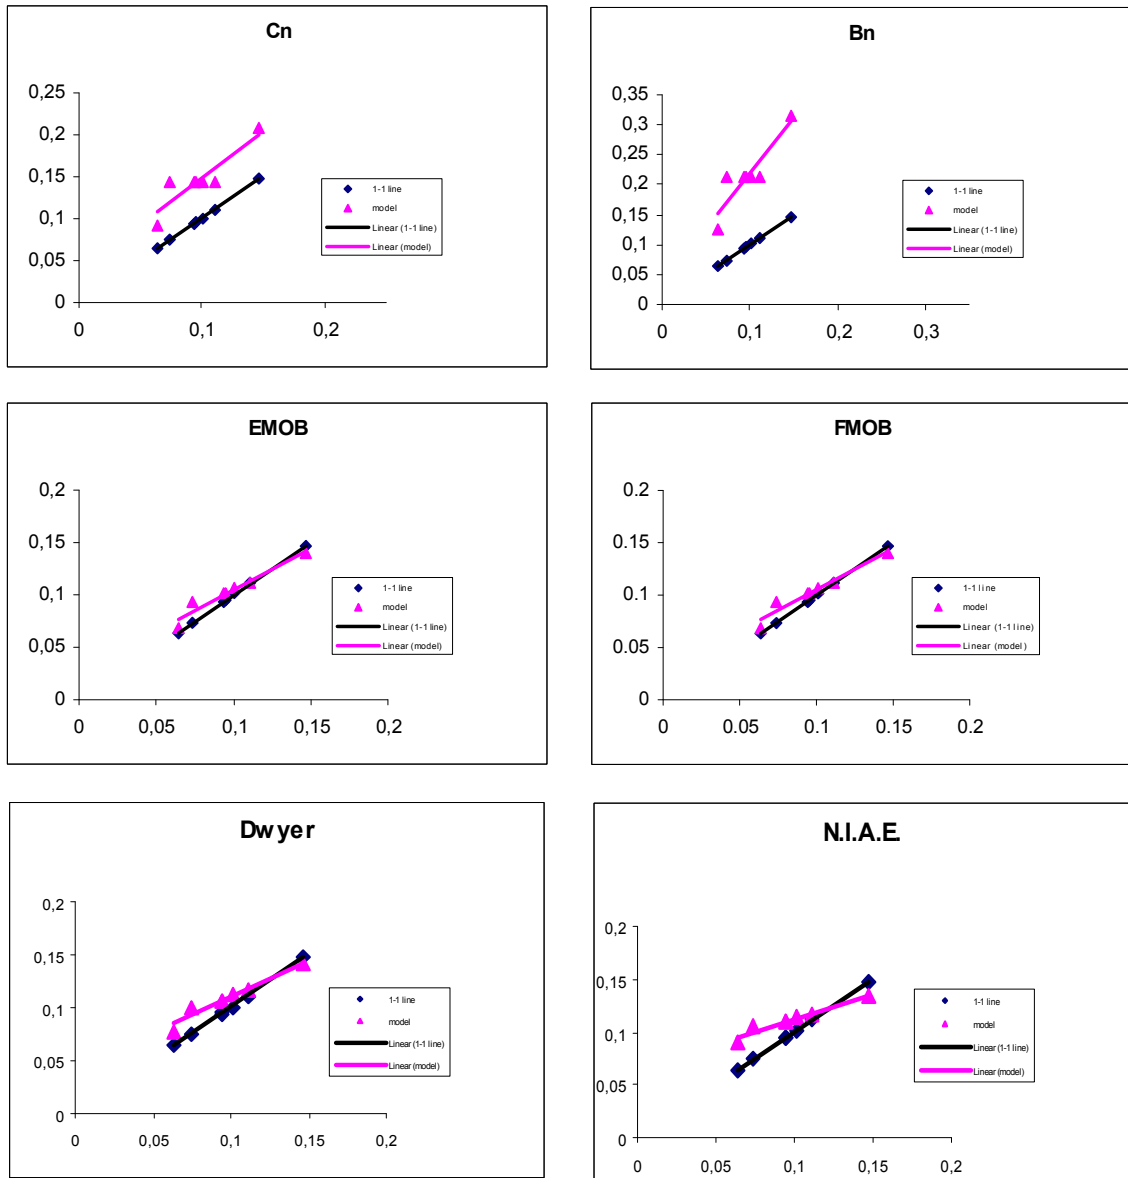 Cn
0,25
0,2
0,15
0,1
0,05
0
0 0,1 0,2
1-1 line
model
Linear (1-1 line)
Linear (model)
Bn
0,35
0,3
0,25
0,2
0,15
0,1
0,05
0
0 0,1 0,2 0,3
1-1 line
model
Linear (1-1 line)
Linear (model)
EMOB
0,2
0,15
0,1
0,05
0
0 0,05 0,1 0,15 0,2
1-1 line
model
Linear (1-1 line)
Linear (model)
FMOB
0.2
0.15
0.1
0.05
0
0 0.05 0.1 0.15 0.2
1-1 line
model
Linear (1-1 line)
Linear (model)
Dwyer
0,2
0,15
0,1
0,05
0
0 0,05 0,1 0,15 0,2
1-1 line
model
Linear (1-1 line)
Linear (model)
N.I.A.E.
0,2
0,15
0,1
0,05
0
0 0,05 0,1 0,15 0,2
1-1 line
model
Linear (1-1 line)
Linear (model)